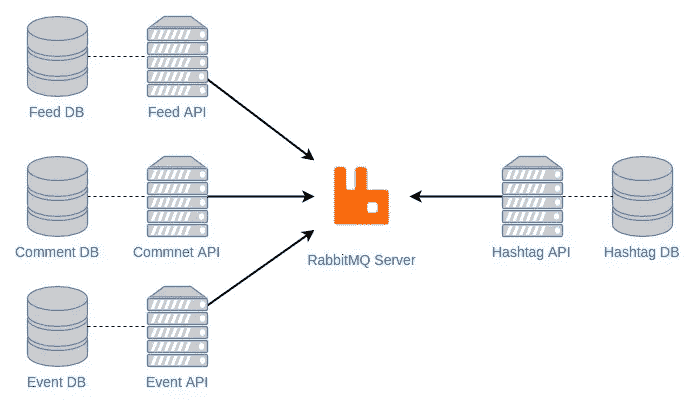 Feed DB
Feed API
Comment DB
Commnet API
RabbitMQ Server
Hashtag API
Hashtag DB
Event DB
Event API